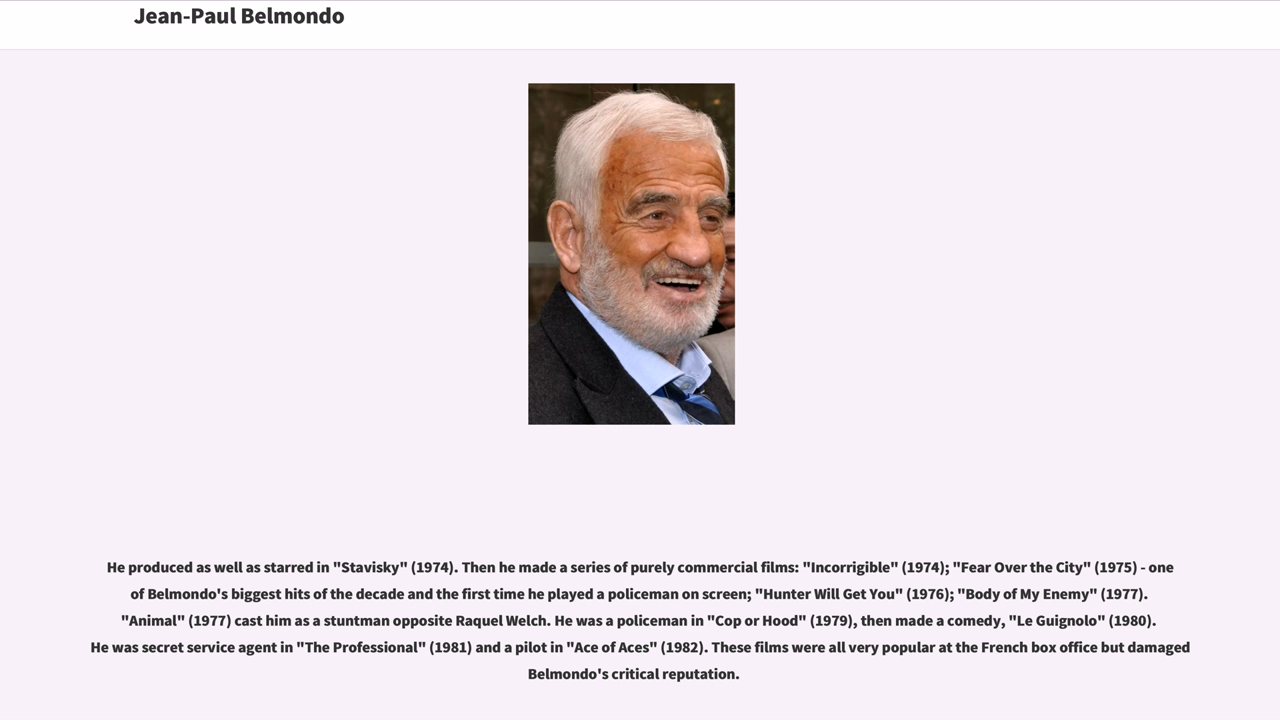 Jean-Paul Belmondo
He produced as well as starred in "Stavisky" (1974). Then he made a series of purely commercial films: "Incorrigible" (1974); "Fear Over the City" (1975) - one
of Belmondo's biggest hits of the decade and the first time he played a policeman on screen; "Hunter Will Get You" (1976); "Body of My Enemy" (1977).
"Animal" (1977) cast him as a stuntman opposite Raquel Welch. He was a policeman in "Cop or Hood" (1979), then made a comedy, "Le Guignolo" (1980).
He was secret service agent in "The Professional" (1981) and a pilot in "Ace of Aces" (1982). These films were all very popular at the French box office but damaged
Belmondo's critical reputation.